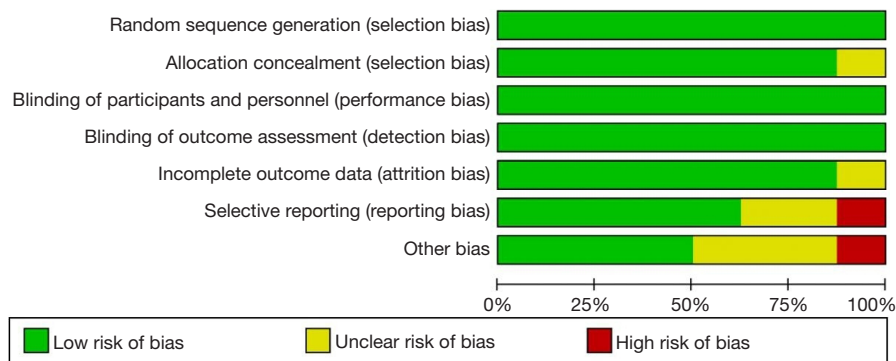 Random sequence generation (selection bias)
Allocation concealment (selection bias)
Blinding of participants and personnel (performance bias)
Blinding of outcome assessment (detection bias)
Incomplete outcome data (attrition bias)
Selective reporting (reporting bias)
Other bias
0% 25% 50% 75% 100%
Low risk of bias Unclear risk of bias High risk of bias